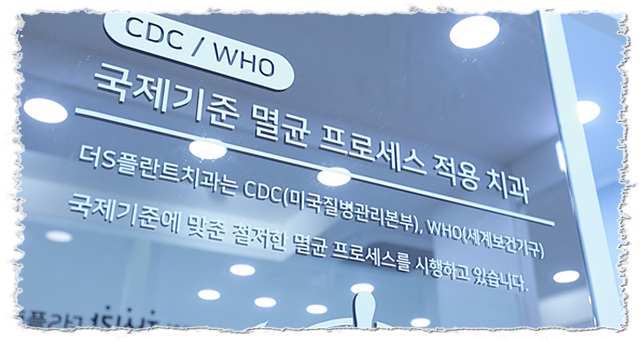 CDC / WHO
국제기준 멸균 프로세스 적용 치과
더S플란트치과는 CDC(미국질병관리본부), WHO(세계보건기구)
국제기준에 맞춘 철저한 멸균 프로세스를 시행하고 있습니다.